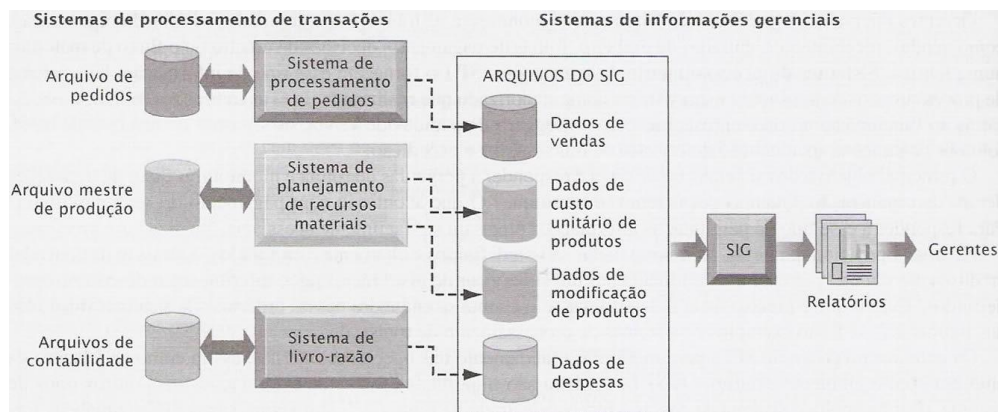 Sistemas de processamento de transações
Sistemas de informações gerenciais
Arquivo de
pedidos
Sistema de
processamento
de pedidos
Arquivo mestre
de produção
Sistema de
planejamento
de recursos
materiais
Arquivos de
contabilidade
Sistema de
livro-razão
ARQUIVOS DO SIG
Dados de
vendas
Dados de
custo
unitário de
produtos
Dados de
modificação
de produtos
Dados de
despesas
SIG
Relatórios
Gerentes